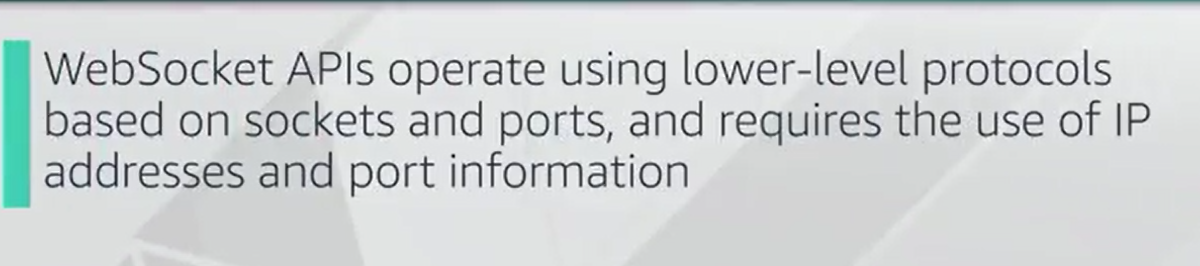 WebSocket APIs operate using lower-level protocols
based on sockets and ports, and requires the use of IP
addresses and port information